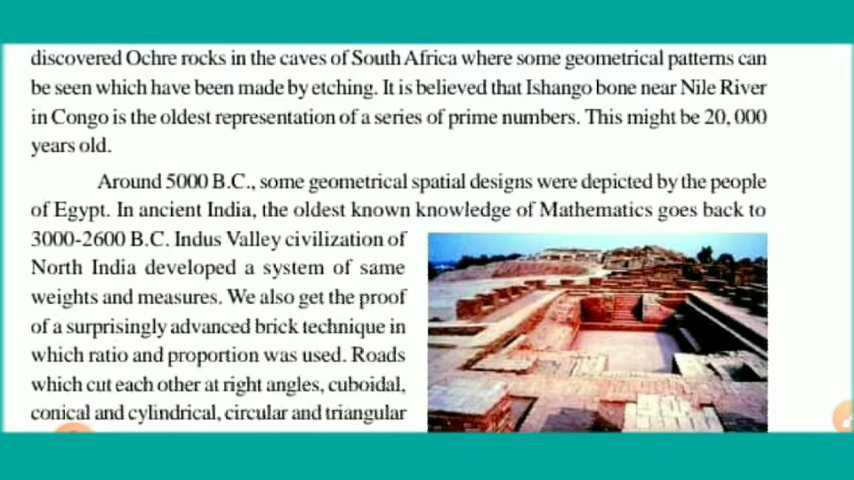 discovered Ochre rocks in the caves of South Africa where some geometrical patterns can
be seen which have been made by etching. It is believed that Ishango bone near Nile River
in Congo is the oldest representation of a series of prime numbers. This might be 20, 000
years old.
Around 5000 B.C., some geometrical spatial designs were depicted by the people
of Egypt. In ancient India, the oldest known knowledge of Mathematics goes back to
3000-2600 B.C. Indus Valley civilization of
North India developed a system of same
weights and measures. We also get the proof
of a surprisingly advanced brick technique in
which ratio and proportion was used. Roads
which cut each other at right angles, cuboidal,
conical and cylindrical, circular and triangular